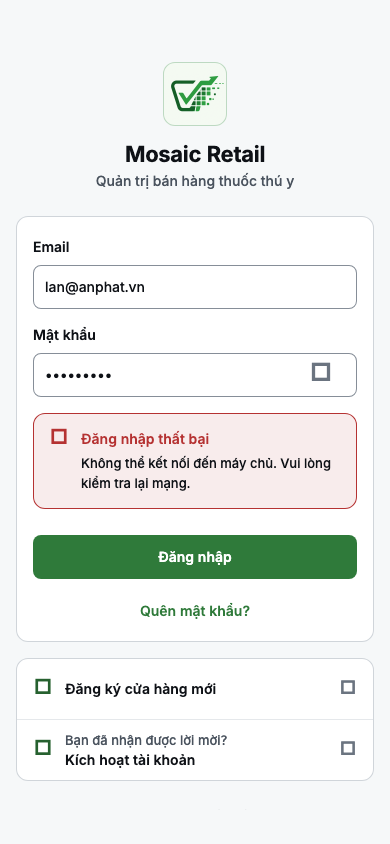 Mosaic Retail
Quản trị bán hàng thuốc thú y
Email
lan@anphat.vn
Mật khẩu
•••••••••
Đăng nhập thất bại
Không thể kết nối đến máy chủ. Vui lòng
kiểm tra lại mạng.
Đăng nhập
Quên mật khẩu?
Đăng ký cửa hàng mới
Bạn đã nhận được lời mời?
Kích hoạt tài khoản